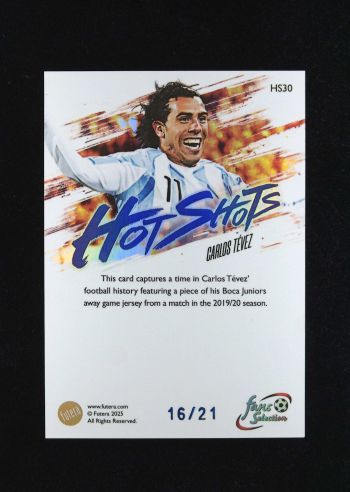 HS30
11
HOT SHOTS
CARLOS TÉVEZ
This card captures a time in Carlos Tévez'
football history featuring a piece of his Boca Juniors
away game jersey from a match in the 2019/20 season.
futera
www.futera.com
© Futera 2025
All Rights Reserved.
16/21
fans
Selection